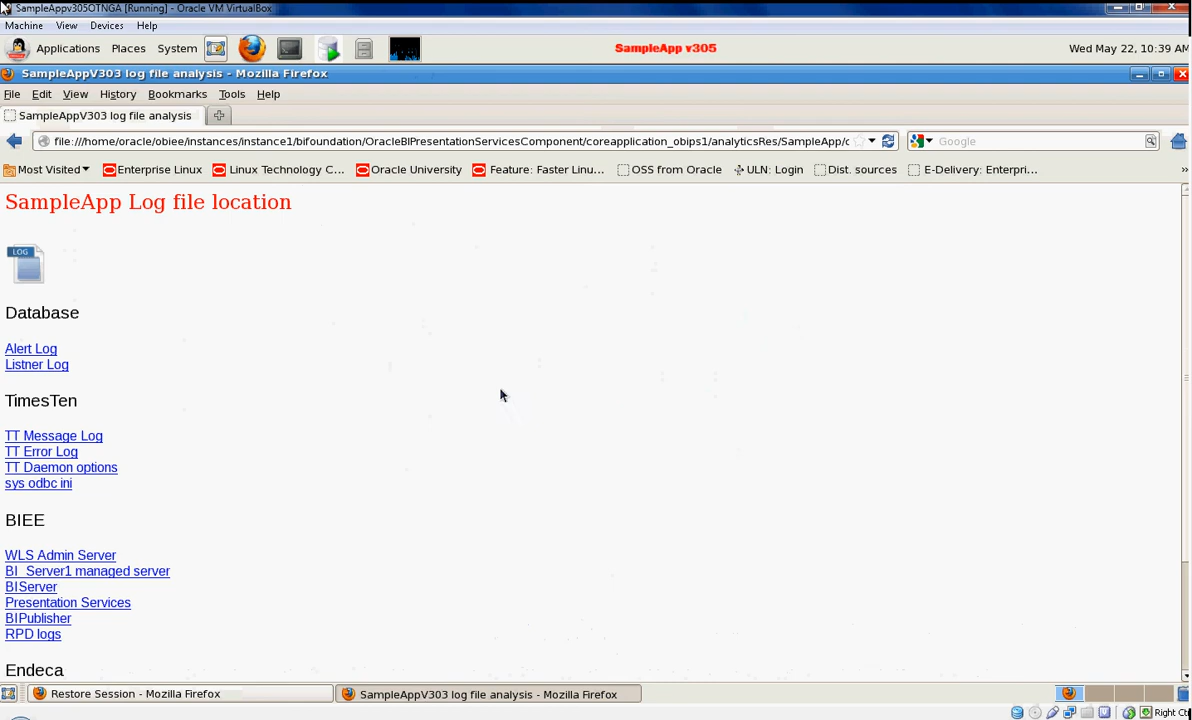 SampleAppv305OTNGA [Running] - Oracle VM VirtualBox
Machine View Devices Help
Applications Places System SampleApp v305 Wed May 22, 10:39 AM
SampleAppV303 log file analysis - Mozilla Firefox
File Edit View History Bookmarks Tools Help
SampleAppV303 log file analysis
file:///home/oracle/obiee/instances/instance1/bifoundation/OracleBIPresentationServicesComponent/coreapplication_obips1/analyticsRes/SampleApp/c Google
Most Visited Enterprise Linux Linux Technology C... Oracle University Feature: Faster Linu... OSS from Oracle ULN: Login Dist. sources E-Delivery: Enterpri... »
SampleApp Log file location
LOG
Database
Alert Log
Listner Log
TimesTen
TT Message Log
TT Error Log
TT Daemon options
sys odbc ini
BIEE
WLS Admin Server
BI_Server1 managed server
BIServer
Presentation Services
BIPublisher
RPD logs
Endeca
Restore Session - Mozilla Firefox SampleAppV303 log file analysis - Mozilla Firefox
Right Ct